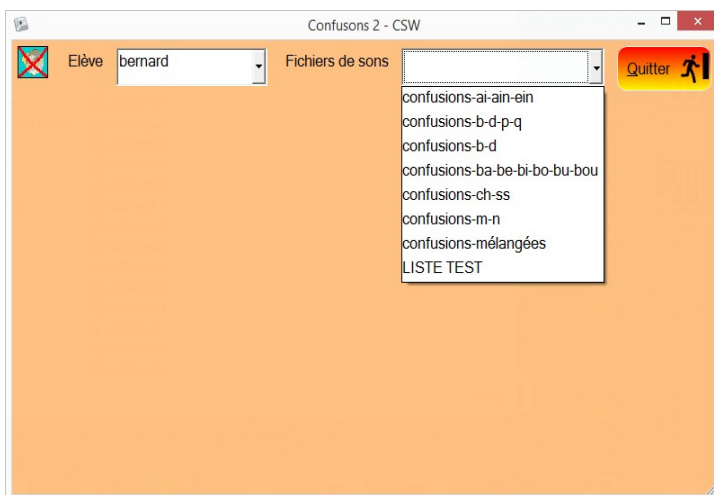 Confusons 2 - CSW
Elève bernard Fichiers de sons Quitter
confusions-ai-ain-ein
confusions-b-d-p-q
confusions-b-d
confusions-ba-be-bi-bo-bu-bou
confusions-ch-ss
confusions-m-n
confusions-mélangées
LISTE TEST